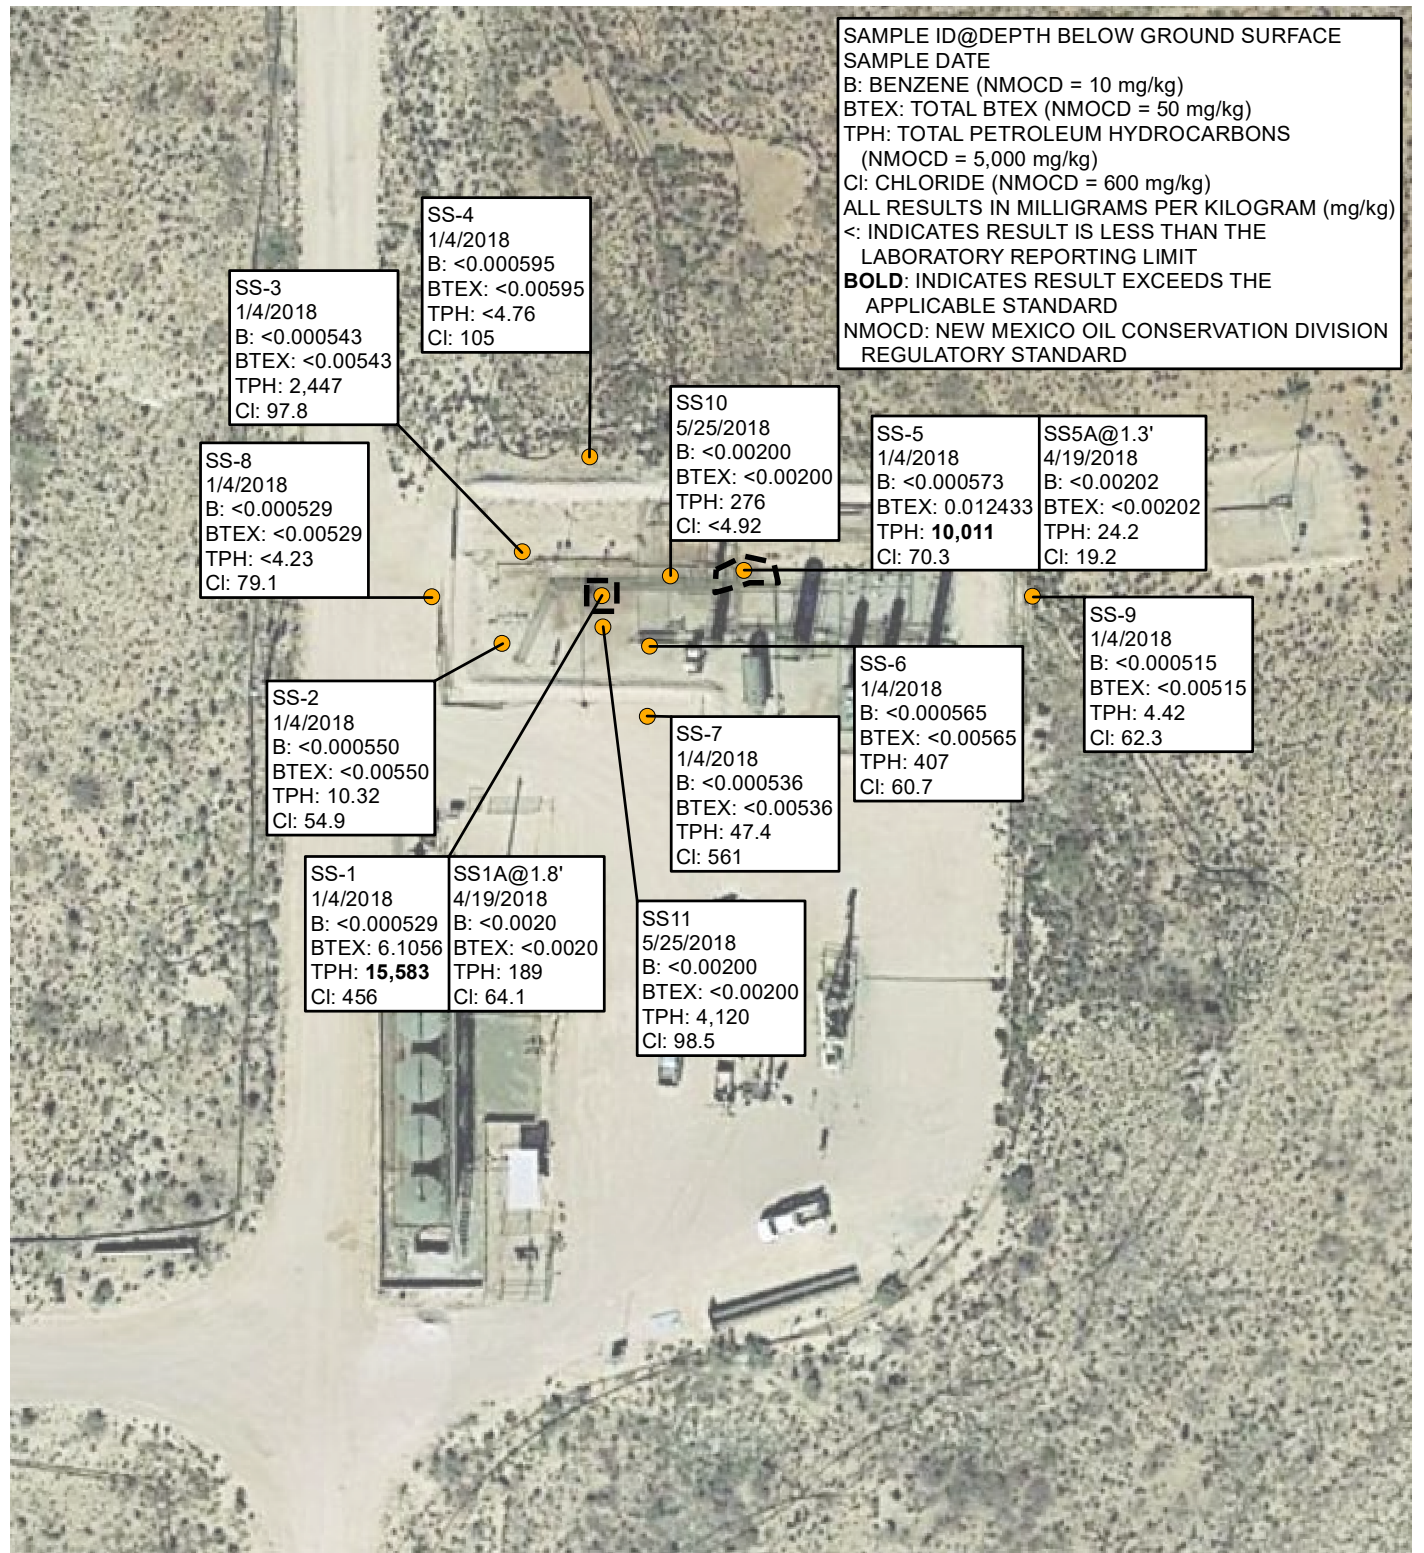 SAMPLE ID@DEPTH BELOW GROUND SURFACE
SAMPLE DATE
B: BENZENE (NMOCD = 10 mg/kg)
BTEX: TOTAL BTEX (NMOCD = 50 mg/kg)
TPH: TOTAL PETROLEUM HYDROCARBONS
(NMOCD = 5,000 mg/kg)
Cl: CHLORIDE (NMOCD = 600 mg/kg)
ALL RESULTS IN MILLIGRAMS PER KILOGRAM (mg/kg)
<: INDICATES RESULT IS LESS THAN THE
LABORATORY REPORTING LIMIT
BOLD: INDICATES RESULT EXCEEDS THE
APPLICABLE STANDARD
NMOCD: NEW MEXICO OIL CONSERVATION DIVISION
REGULATORY STANDARD
SS-4
1/4/2018
B: <0.000595
BTEX: <0.00595
TPH: <4.76
Cl: 105
SS-3
1/4/2018
B: <0.000543
BTEX: <0.00543
TPH: 2,447
Cl: 97.8
SS10
5/25/2018
B: <0.00200
BTEX: <0.00200
TPH: 276
Cl: <4.92
SS-5
1/4/2018
B: <0.000573
BTEX: 0.012433
TPH: 10,011
Cl: 70.3
SS5A@1.3'
4/19/2018
B: <0.00202
BTEX: <0.00202
TPH: 24.2
Cl: 19.2
SS-8
1/4/2018
B: <0.000529
BTEX: <0.00529
TPH: <4.23
Cl: 79.1
SS-9
1/4/2018
B: <0.000515
BTEX: <0.00515
TPH: 4.42
Cl: 62.3
SS-6
1/4/2018
B: <0.000565
BTEX: <0.00565
TPH: 407
Cl: 60.7
SS-2
1/4/2018
B: <0.000550
BTEX: <0.00550
TPH: 10.32
Cl: 54.9
SS-7
1/4/2018
B: <0.000536
BTEX: <0.00536
TPH: 47.4
Cl: 561
SS-1
1/4/2018
B: <0.000529
BTEX: 6.1056
TPH: 15,583
Cl: 456
SS1A@1.8'
4/19/2018
B: <0.0020
BTEX: <0.0020
TPH: 189
Cl: 64.1
SS11
5/25/2018
B: <0.00200
BTEX: <0.00200
TPH: 4,120
Cl: 98.5